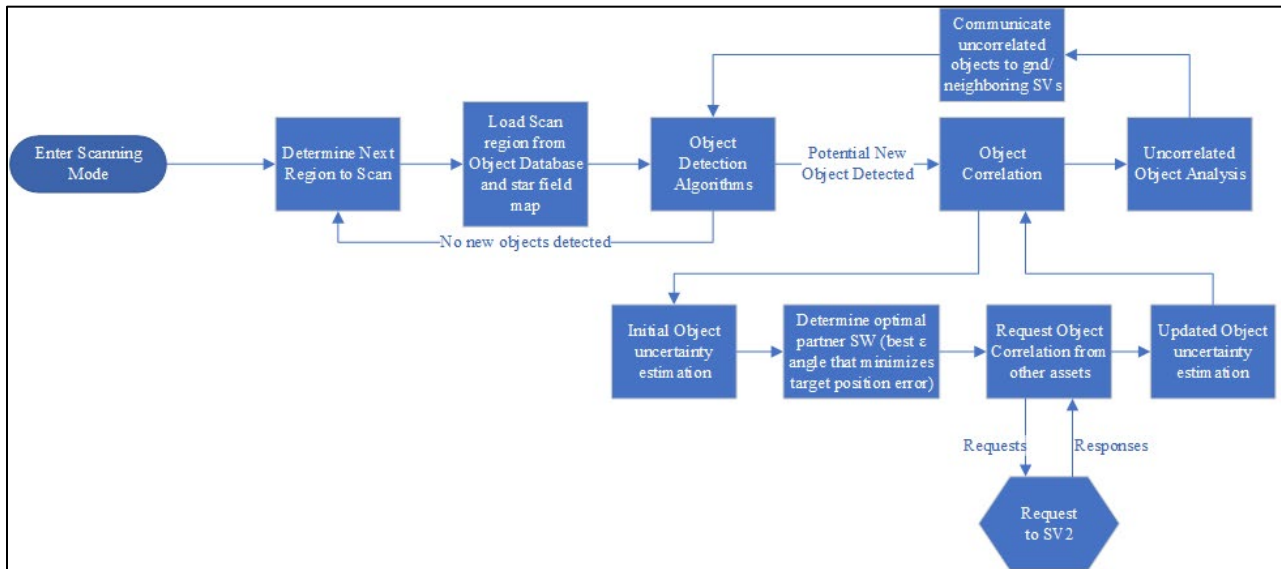 Communicate
uncorrelated
objects to gnd/
neighboring SVs
Enter Scanning
Mode
Determine Next
Region to Scan
Load Scan
region from
Object Database
and star field
map
Object
Detection
Algorithms
Potential New
Object Detected
Object
Correlation
Uncorrelated
Object Analysis
No new objects detected
Initial Object
uncertainty
estimation
Determine optimal
partner SW (best ε
angle that minimizes
target position error)
Request Object
Correlation from
other assets
Updated Object
uncertainty
estimation
Requests
Responses
Request
to SV2